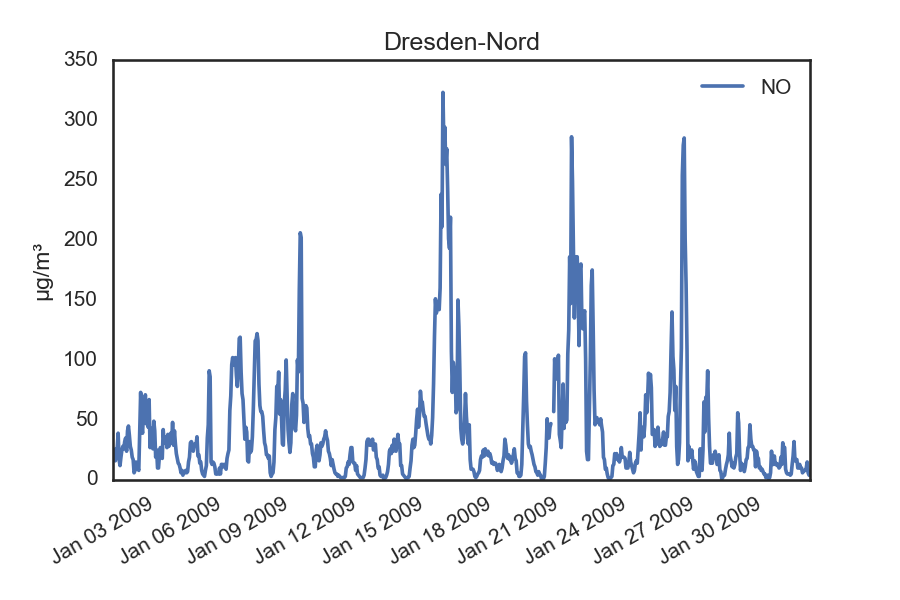 Dresden-Nord
350
300
250
200
150
100
50
0
µg/m³
NO
Jan 03 2009
Jan 06 2009
Jan 09 2009
Jan 12 2009
Jan 15 2009
Jan 18 2009
Jan 21 2009
Jan 24 2009
Jan 27 2009
Jan 30 2009